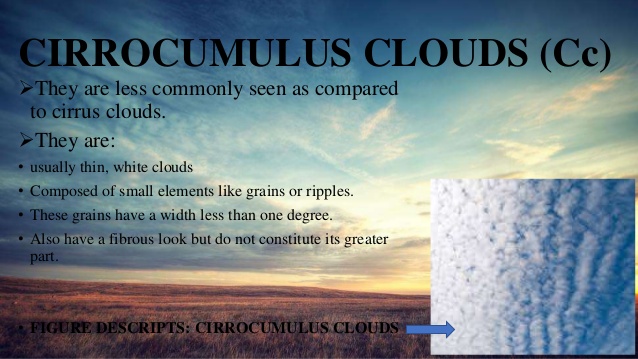 CIRROCUMULUS CLOUDS (Cc)
➢They are less commonly seen as compared
to cirrus clouds.
➢They are:
• usually thin, white clouds
• Composed of small elements like grains or ripples.
• These grains have a width less than one degree.
• Also have a fibrous look but do not constitute its greater
part.
• FIGURE DESCRIPTS: CIRROCUMULUS CLOUDS